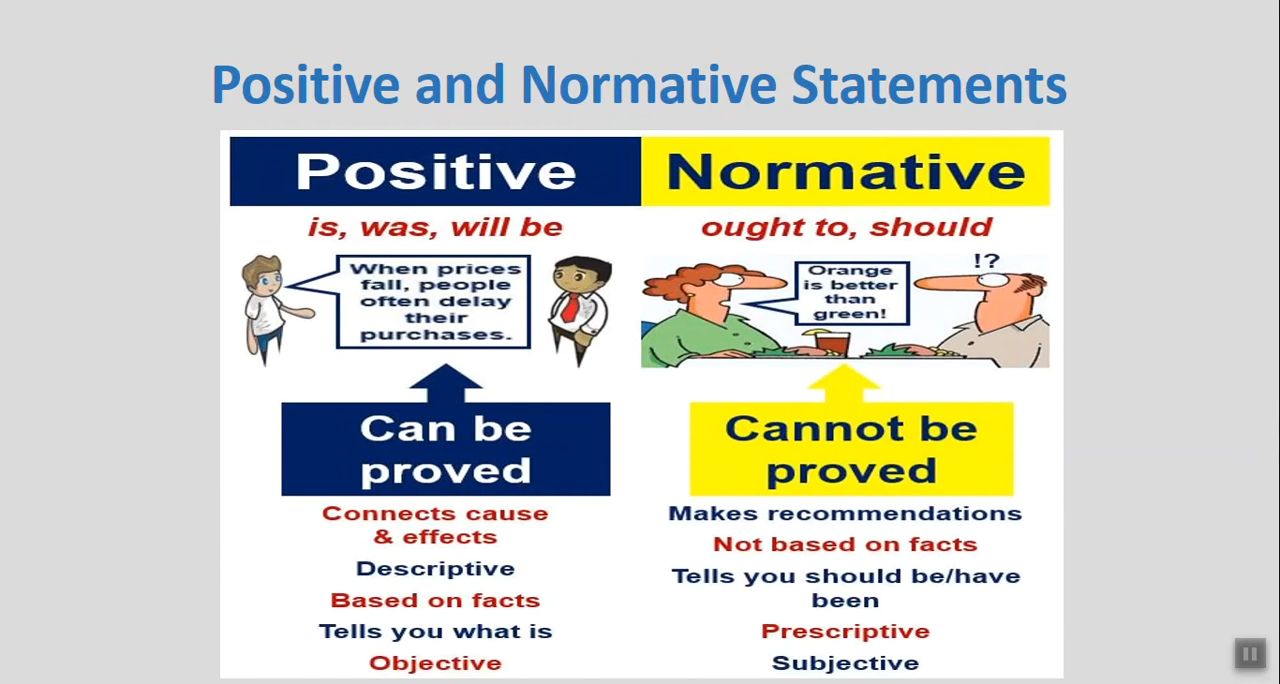 Positive and Normative Statements
Positive
is, was, will be
When prices
fall, people
often delay
their
purchases.
Can be
proved
Connects cause
& effects
Descriptive
Based on facts
Tells you what is
Objective
Normative
ought to, should
Orange
is better
than
green!
!?
Cannot be
proved
Makes recommendations
Not based on facts
Tells you should be/have
been
Prescriptive
Subjective